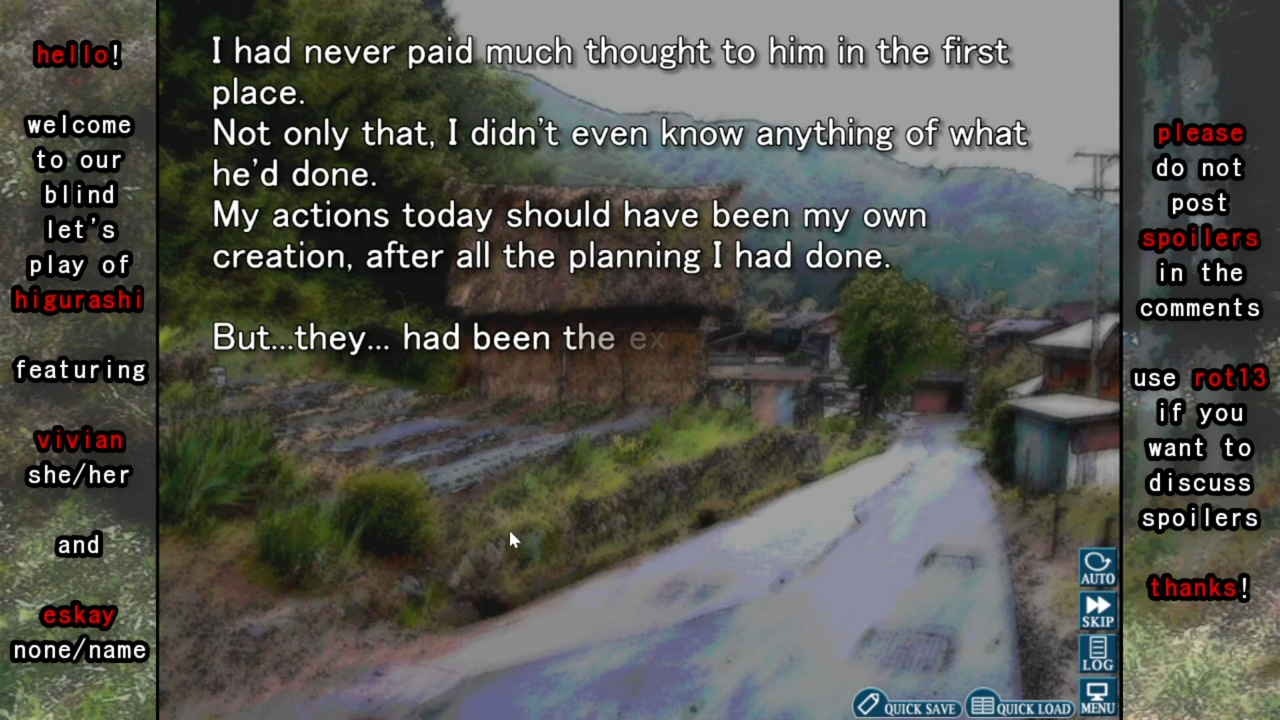 hello!
welcome
to our
blind
let's
play of
higurashi
featuring
vivian
she/her
and
eskay
none/name
I had never paid much thought to him in the first
place.
Not only that, I didn't even know anything of what
he'd done.
My actions today should have been my own
creation, after all the planning I had done.
But...they... had been the ex
please
do not
post
spoilers
in the
comments
use rot13
if you
want to
discuss
spoilers
thanks!
AUTO
SKIP
LOG
MENU
QUICK SAVE
QUICK LOAD